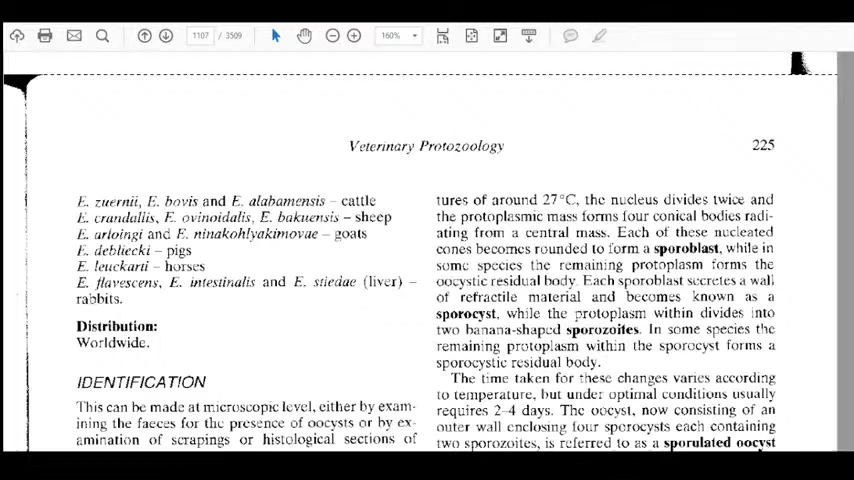 1107 / 3509
160%
Veterinary Protozoology
225
E. zuernii, E. bovis and E. alabamensis – cattle
E. crandallis, E. ovinoidalis, E. bakuensis – sheep
E. arloingi and E. ninakohlyakimovae – goats
E. debliecki – pigs
E. leuckarti – horses
E. flavescens, E. intestinalis and E. stiedae (liver) –
rabbits.
Distribution:
Worldwide.
IDENTIFICATION
This can be made at microscopic level, either by exam-
ining the faeces for the presence of oocysts or by ex-
amination of scrapings or histological sections of
tures of around 27°C, the nucleus divides twice and
the protoplasmic mass forms four conical bodies radi-
ating from a central mass. Each of these nucleated
cones becomes rounded to form a sporoblast, while in
some species the remaining protoplasm forms the
oocystic residual body. Each sporoblast secretes a wall
of refractile material and becomes known as a
sporocyst, while the protoplasm within divides into
two banana-shaped sporozoites. In some species the
remaining protoplasm within the sporocyst forms a
sporocystic residual body.
The time taken for these changes varies according
to temperature, but under optimal conditions usually
requires 2–4 days. The oocyst, now consisting of an
outer wall enclosing four sporocysts each containing
two sporozoites, is referred to as a sporulated oocyst